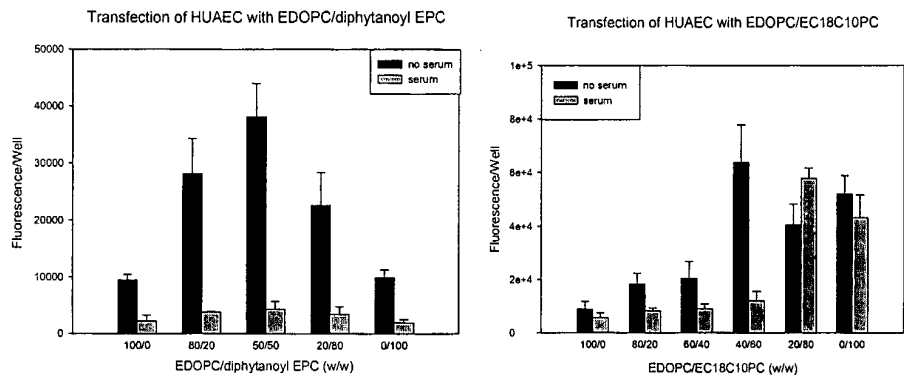 Transfection of HUAEC with EDOPC/diphytanoyl EPC
50000
40000
30000
20000
10000
0
Fluorescence/Well
no serum
serum
100/0 80/20 50/50 20/80 0/100
EDOPC/diphytanoyl EPC (w/w)
Transfection of HUAEC with EDOPC/EC18C10PC
1e+5
8e+4
6e+4
4e+4
2e+4
0
Fluorescence/Well
no serum
serum
100/0 80/20 60/40 40/60 20/80 0/100
EDOPC/EC18C10PC (w/w)